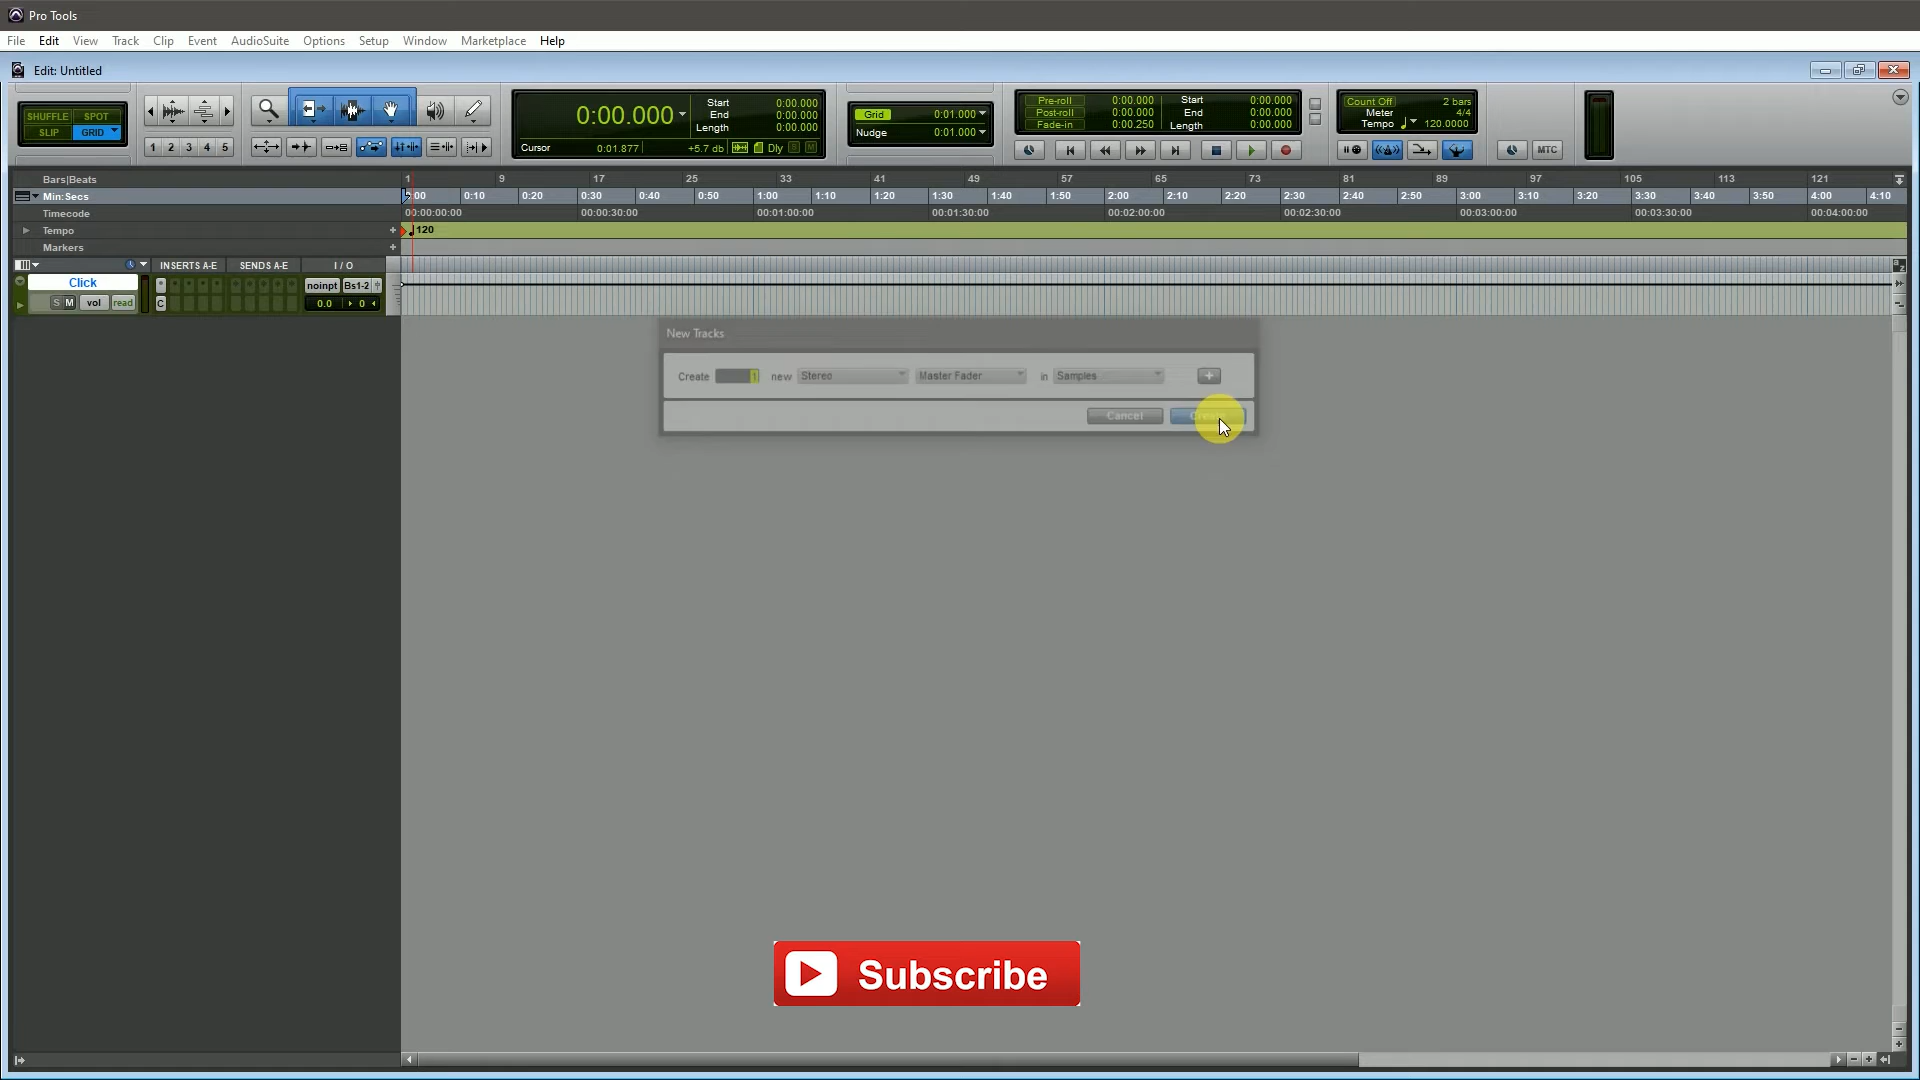 Pro Tools
File Edit View Track Clip Event AudioSuite Options Setup Window Marketplace Help
Edit: Untitled
SHUFFLE SPOT
SLIP GRID
1 2 3 4 5
0:00.000
Start 0:00.000
End 0:00.000
Length 0:00.000
Cursor 0:01.877 +5.7 db Dly
Grid 0:01.000
Nudge 0:01.000
Pre-roll 0:00.000
Post-roll 0:00.000
Fade-in 0:00.250
Start 0:00.000
End 0:00.000
Length 0:00.000
Count Off 2 bars
Meter 4/4
Tempo 120.0000
MTC
Bars|Beats 1 9 17 25 33 41 49 57 65 73 81 89 97 105 113 121
Min:Secs 0:00 0:10 0:20 0:30 0:40 0:50 1:00 1:10 1:20 1:30 1:40 1:50 2:00 2:10 2:20 2:30 2:40 2:50 3:00 3:10 3:20 3:30 3:40 3:50 4:00 4:10
Timecode 00:00:00:00 00:00:30:00 00:01:00:00 00:01:30:00 00:02:00:00 00:02:30:00 00:03:00:00 00:03:30:00 00:04:00:00
Tempo 120
Markers
INSERTS A-E SENDS A-E I / O
Click noinpt Bs1-2
S M vol read C 0.0 0
New Tracks
Create 1 new Stereo Master Fader in Samples +
Cancel
Subscribe